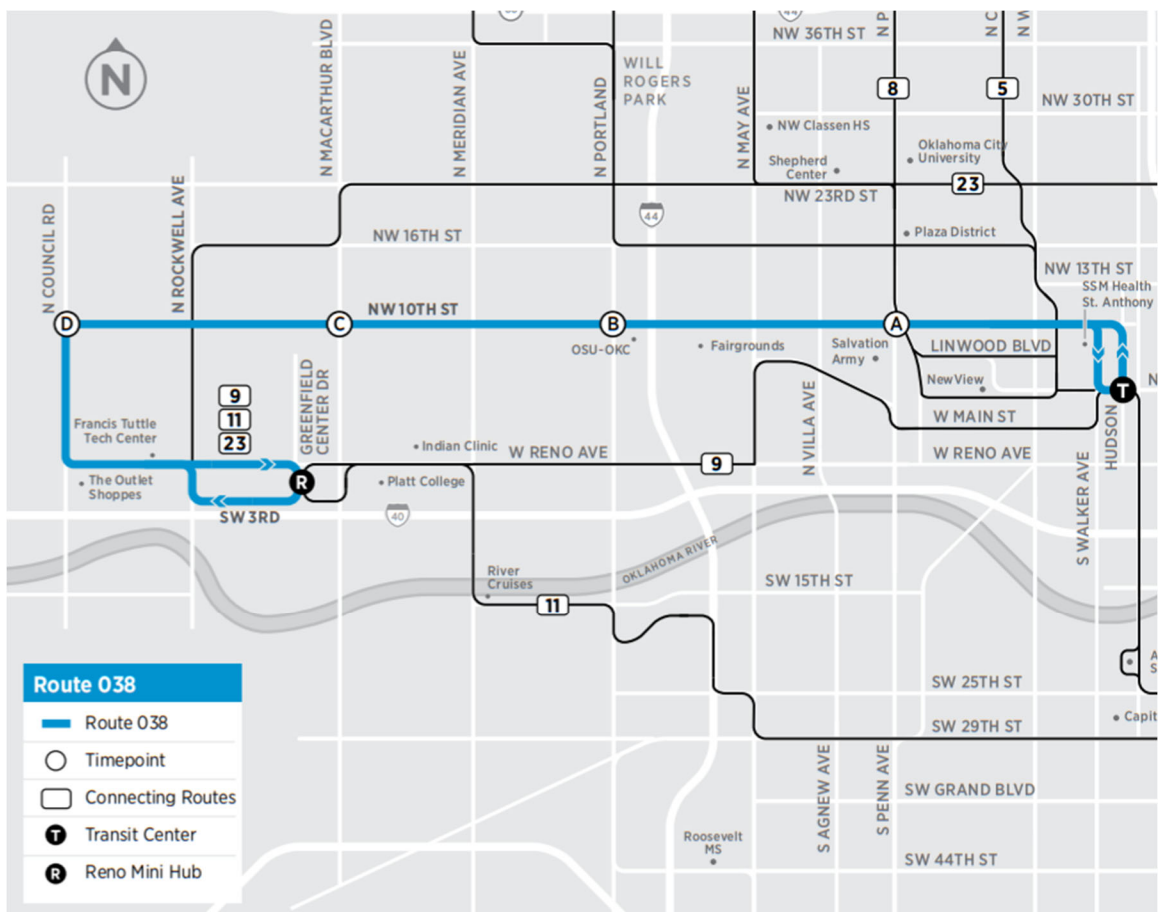 N MACARTHUR BLVD
N MERIDIAN AVE
N PORTLAND
WILL
ROGERS
PARK
N MAY AVE
44
NW 36TH ST
N P
N C
N W
N
8
5
NW 30TH ST
NW Classen HS
Oklahoma City
University
Shepherd
Center
23
NW 23RD ST
N COUNCIL RD
N ROCKWELL AVE
44
NW 16TH ST
Plaza District
NW 13TH ST
SSM Health
St. Anthony
NW 10TH ST
D
C
B
A
OSU-OKC
Fairgrounds
Salvation
Army
LINWOOD BLVD
NewView
T
N
9
11
23
GREENFIELD
CENTER DR
Francis Tuttle
Tech Center
Indian Clinic
W RENO AVE
9
N VILLA AVE
W MAIN ST
W RENO AVE
HUDSON
S WALKER AVE
The Outlet
Shoppes
R
Platt College
SW 3RD
40
OKLAHOMA RIVER
River
Cruises
11
SW 15TH ST
A
S
SW 25TH ST
Capit
SW 29TH ST
S AGNEW AVE
S PENN AVE
SW GRAND BLVD
Roosevelt
MS
SW 44TH ST
Route 038
Route 038
Timepoint
Connecting Routes
T Transit Center
R Reno Mini Hub